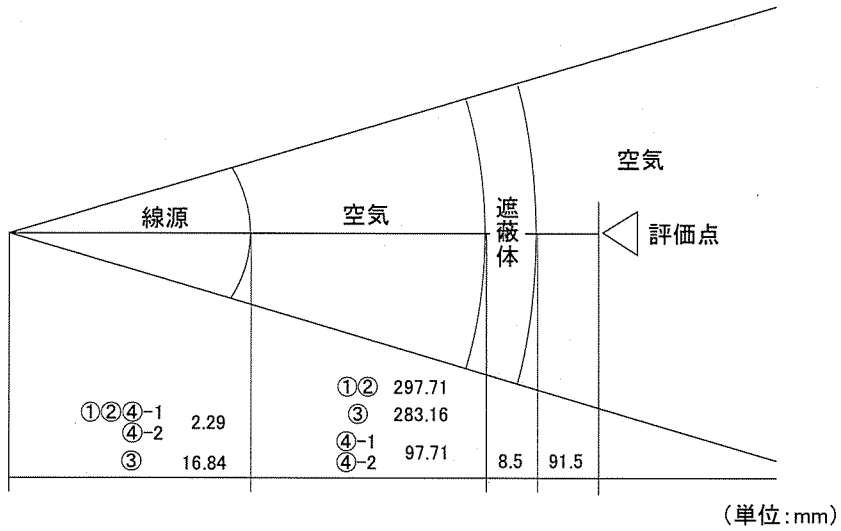 空気
線源
空気
遮蔽体
評価点
①②④-1
④-2
2.29
③
16.84
①② 297.71
③ 283.16
④-1
④-2
97.71
8.5
91.5
（単位:mm）